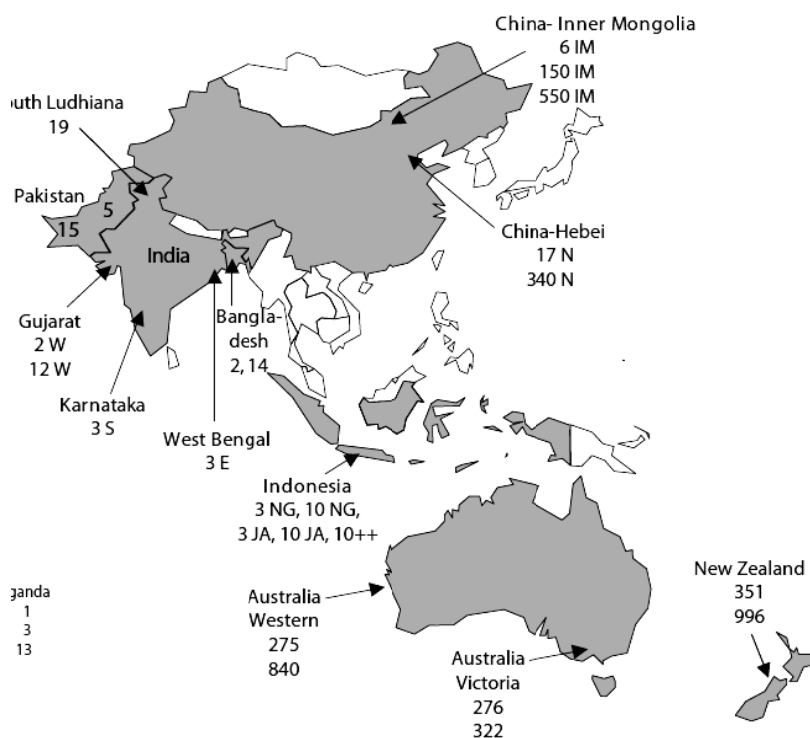 China- Inner Mongolia
6 IM
150 IM
550 IM
outh Ludhiana
19
Pakistan
5
15
India
China-Hebei
17 N
340 N
Gujarat
2 W
12 W
Bangla-
desh
2, 14
Karnataka
3 S
West Bengal
3 E
Indonesia
3 NG, 10 NG,
3 JA, 10 JA, 10++
ganda
1
3
13
Australia
Western
275
840
Australia
Victoria
276
322
New Zealand
351
996